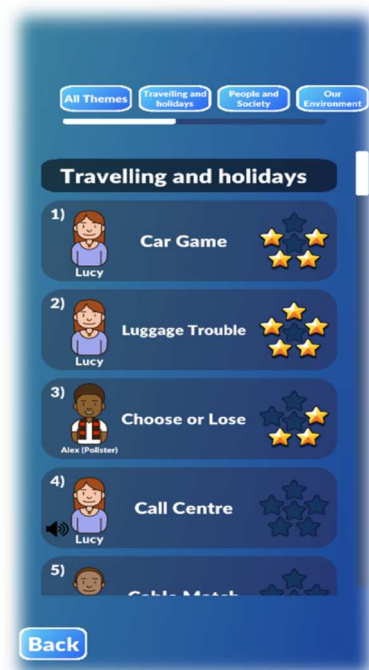 All Themes
Travelling and
holidays
People and
Society
Our
Environment
Travelling and holidays
1)
Car Game
Lucy
2)
Luggage Trouble
Lucy
3)
Choose or Lose
Alex (Pollster)
4)
Call Centre
Lucy
5)
Back